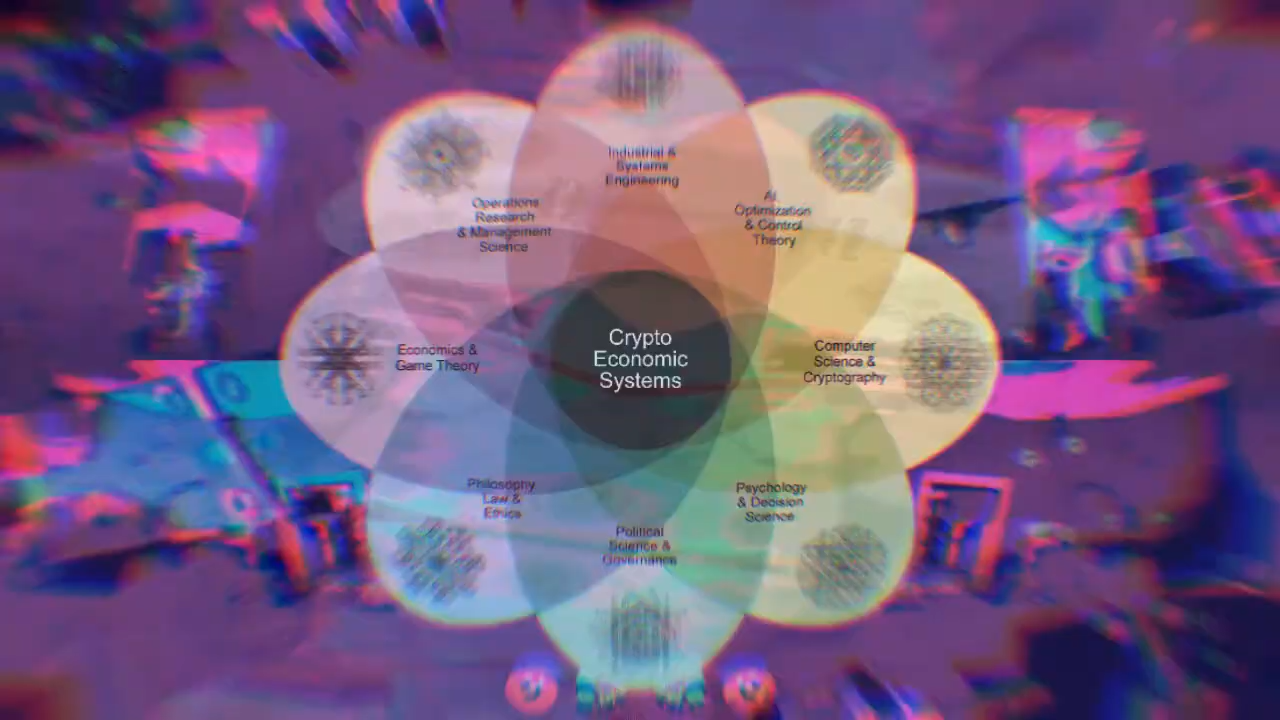 Industrial &
Systems
Engineering
Operations
Research
& Management
Science
AI,
Optimization
& Control
Theory
Economics &
Game Theory
Crypto
Economic
Systems
Computer
Science &
Cryptography
Philosophy
Law &
Ethics
Political
Science &
Governance
Psychology
& Decision
Science